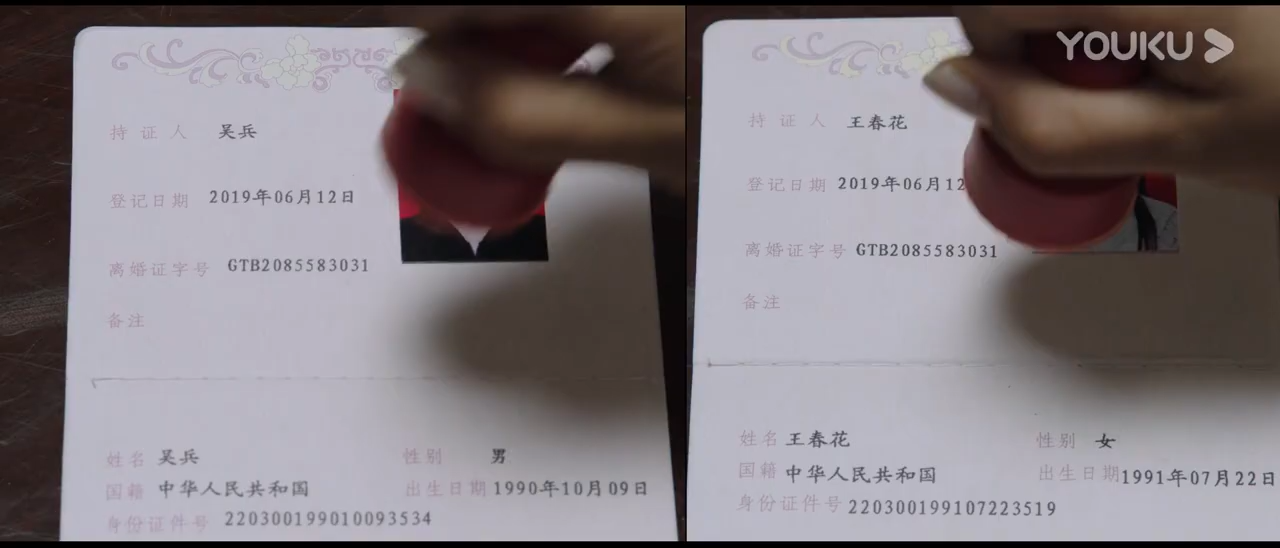 YOUKU
持证人 吴兵
登记日期 2019年06月12日
离婚证字号 GTB2085583031
备注
姓名 吴兵 性别 男
国籍 中华人民共和国 出生日期 1990年10月09日
身份证件号 220300199010093534
持证人 王春花
登记日期 2019年06月12
离婚证字号 GTB2085583031
备注
姓名 王春花 性别 女
国籍 中华人民共和国 出生日期 1991年07月22日
身份证件号 220300199107223519